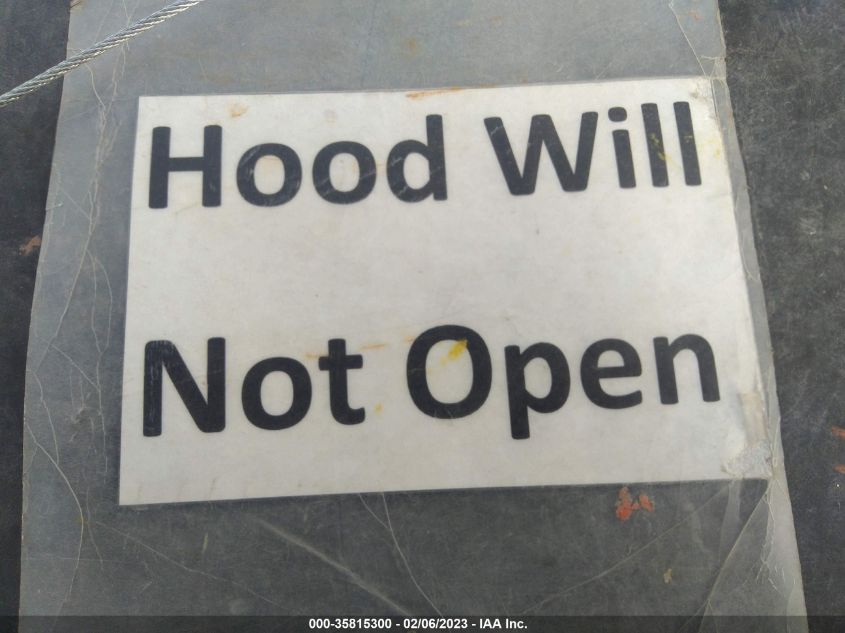 Hood Will
Not Open
000-35815300 - 02/06/2023 - IAA Inc.